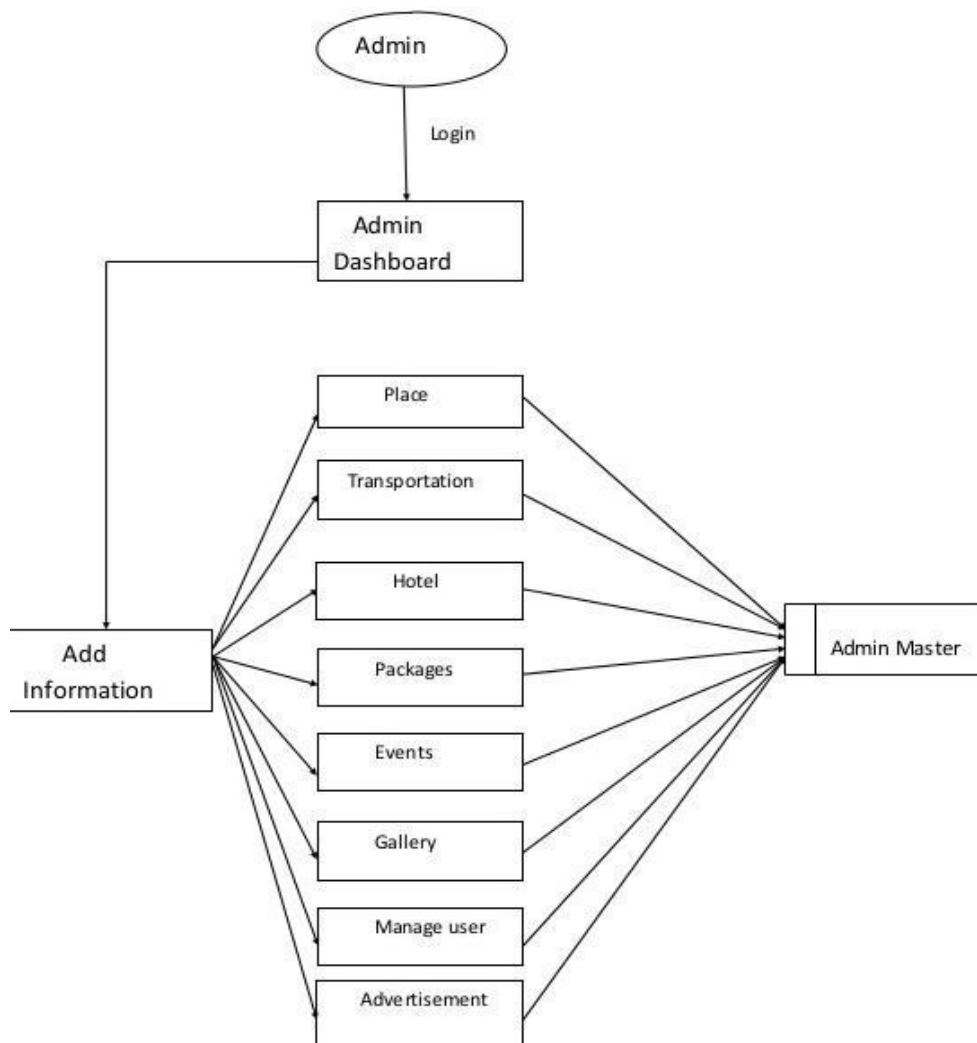 Admin
Login
Admin
Dashboard
Place
Transportation
Hotel
Add
Information
Admin Master
Packages
Events
Gallery
Manage user
Advertisement